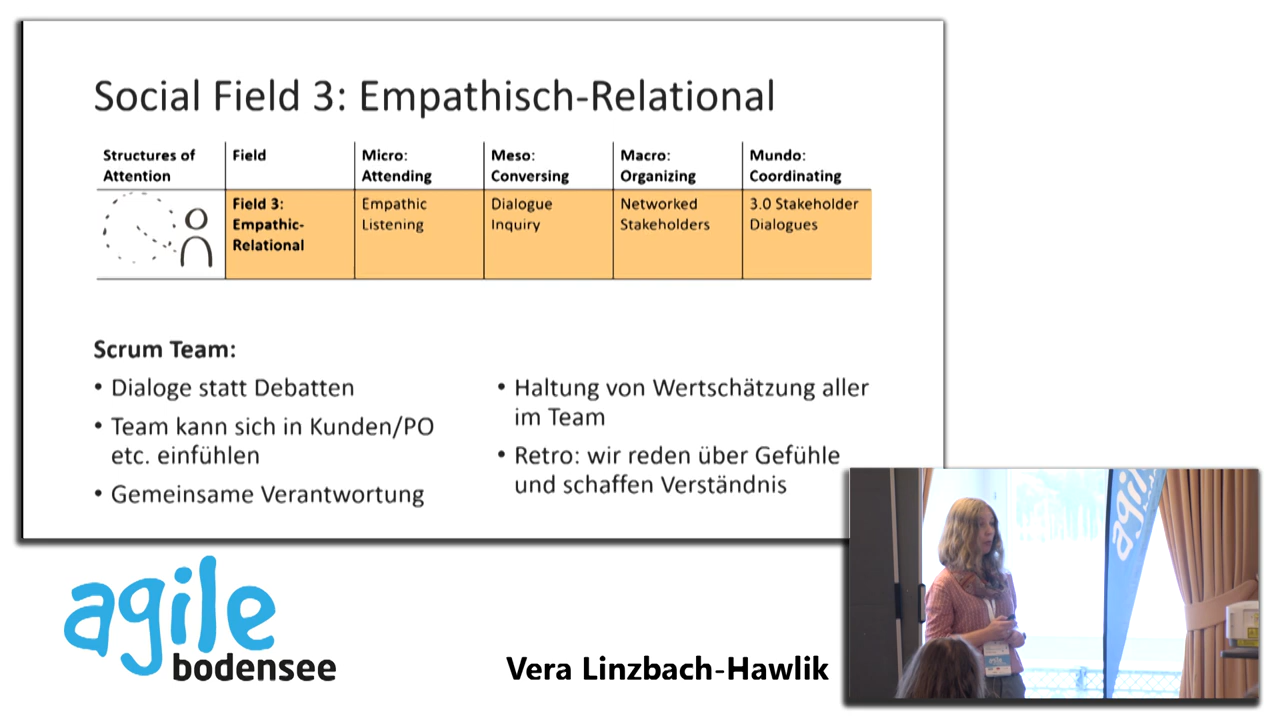 Social Field 3: Empathisch-Relational
Structures of Attention
Field
Micro: Attending
Meso: Conversing
Macro: Organizing
Mundo: Coordinating
Field 3: Empathic-Relational
Empathic Listening
Dialogue Inquiry
Networked Stakeholders
3.0 Stakeholder Dialogues
Scrum Team:
• Dialoge statt Debatten
• Team kann sich in Kunden/PO
etc. einfühlen
• Gemeinsame Verantwortung
• Haltung von Wertschätzung aller
im Team
• Retro: wir reden über Gefühle
und schaffen Verständnis
agile
bodensee
Vera Linzbach-Hawlik
agile